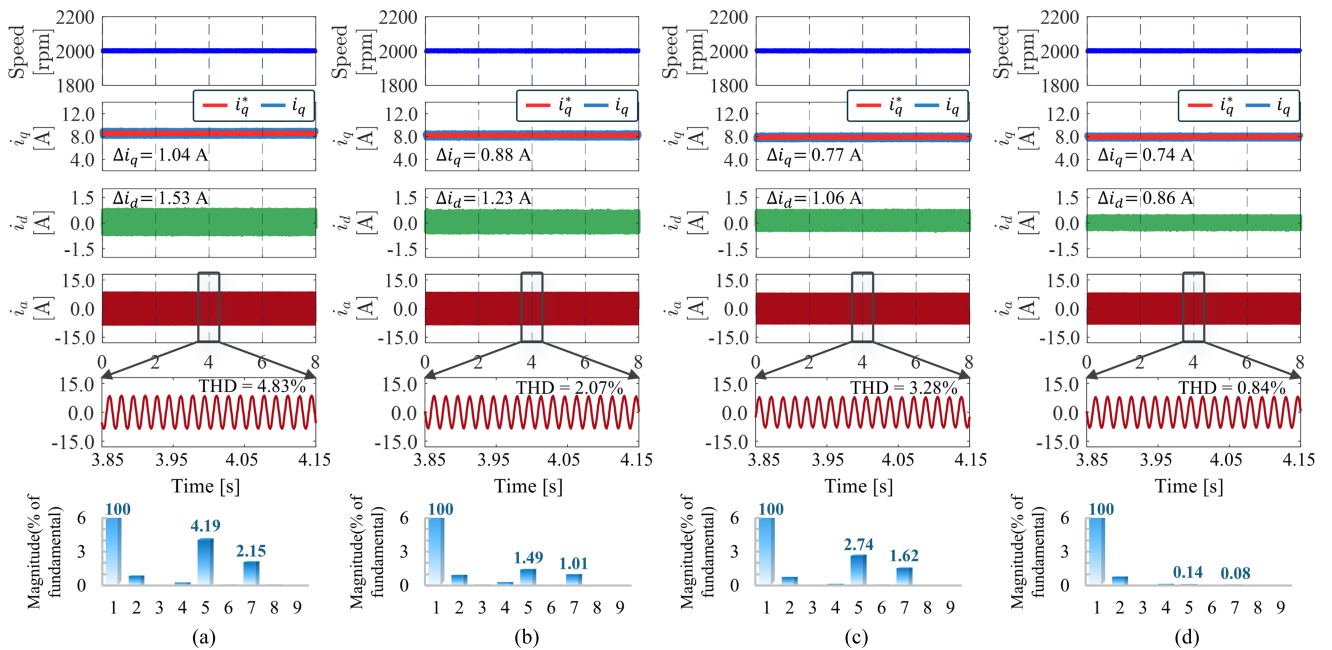 2200
Speed
[rpm]
2000
1800
i_q^* i_q
12.0
i_q
[A]
8.0
4.0
Δi_q= 1.04 A
1.5
i_d
[A]
0.0
-1.5
Δi_d= 1.53 A
15.0
i_a
[A]
0.0
-15.0
0 2 4 6 8
15.0
0.0
-15.0
THD = 4.83%
3.85 3.95 4.05 4.15
Time [s]
Magnitude(% of
fundamental)
6
3
0
100
4.19
2.15
1 2 3 4 5 6 7 8 9
(a)
2200
Speed
[rpm]
2000
1800
i_q^* i_q
12.0
i_q
[A]
8.0
4.0
Δi_q= 0.88 A
1.5
i_d
[A]
0.0
-1.5
Δi_d= 1.23 A
15.0
i_a
[A]
0.0
-15.0
0 2 4 6 8
15.0
0.0
-15.0
THD = 2.07%
3.85 3.95 4.05 4.15
Time [s]
Magnitude(% of
fundamental)
6
3
0
100
1.49
1.01
1 2 3 4 5 6 7 8 9
(b)
2200
Speed
[rpm]
2000
1800
i_q^* i_q
12.0
i_q
[A]
8.0
4.0
Δi_q= 0.77 A
1.5
i_d
[A]
0.0
-1.5
Δi_d= 1.06 A
15.0
i_a
[A]
0.0
-15.0
0 2 4 6 8
15.0
0.0
-15.0
THD = 3.28%
3.85 3.95 4.05 4.15
Time [s]
Magnitude(% of
fundamental)
6
3
0
100
2.74
1.62
1 2 3 4 5 6 7 8 9
(c)
2200
Speed
[rpm]
2000
1800
i_q^* i_q
12.0
i_q
[A]
8.0
4.0
Δi_q= 0.74 A
1.5
i_d
[A]
0.0
-1.5
Δi_d= 0.86 A
15.0
i_a
[A]
0.0
-15.0
0 2 4 6 8
15.0
0.0
-15.0
THD = 0.84%
3.85 3.95 4.05 4.15
Time [s]
Magnitude(% of
fundamental)
6
3
0
100
0.14
0.08
1 2 3 4 5 6 7 8 9
(d)